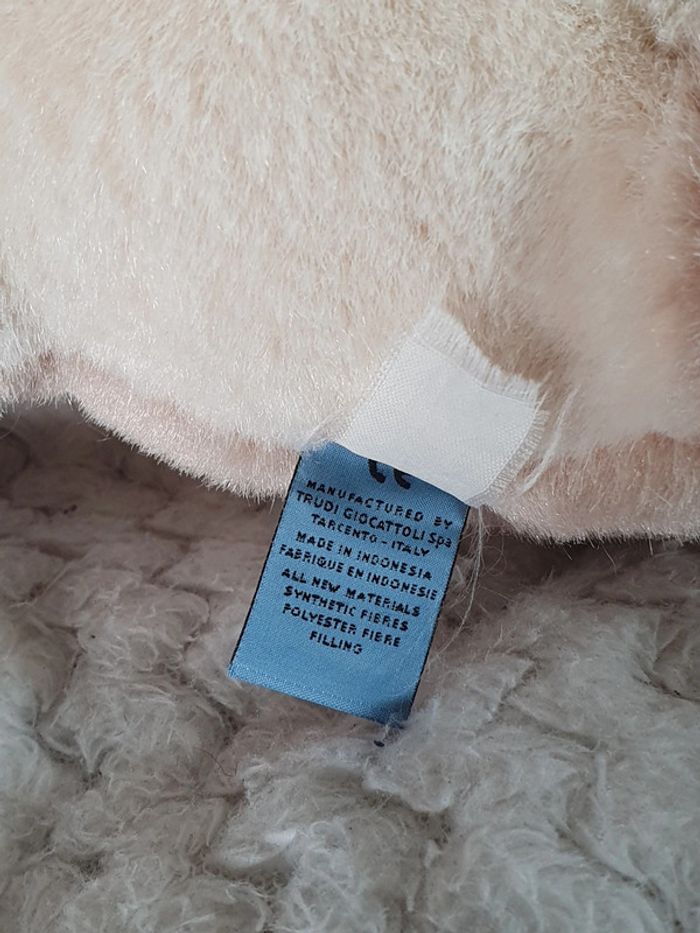 MANUFACTURED BY
TRUDI GIOCATTOLI Spa
TARCENTO - ITALY
MADE IN INDONESIA
FABRIQUE EN INDONESIE
ALL NEW MATERIALS
SYNTHETIC FIBRES
POLYESTER FIBRE
FILLING